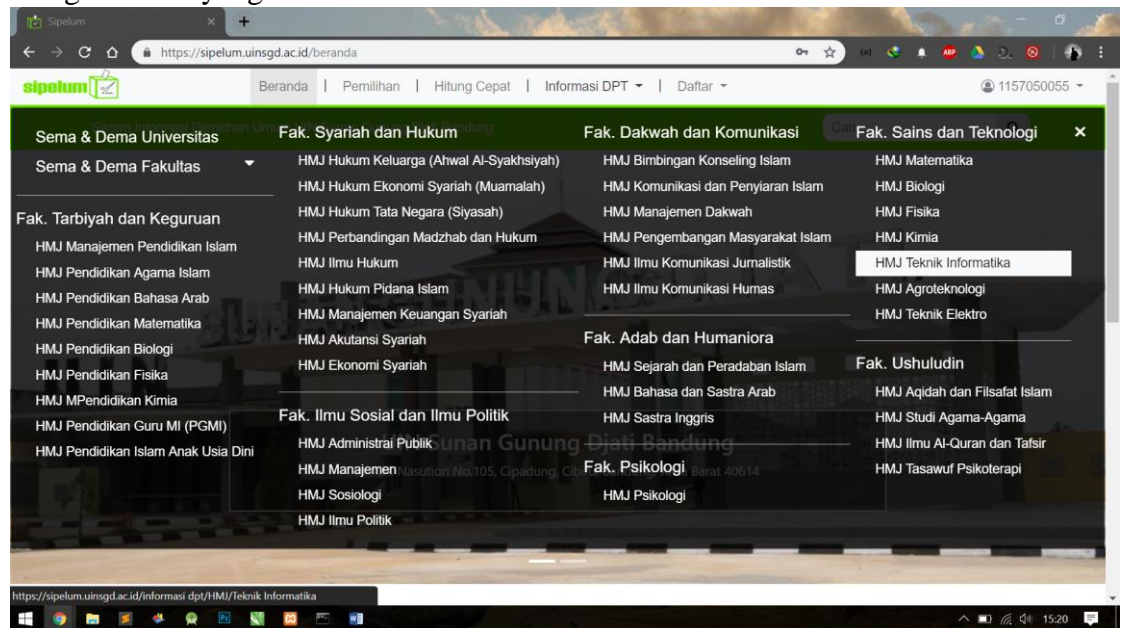 Sipelum
https://sipelum.uinsgd.ac.id/beranda
ABP
sipelum
Beranda | Pemilihan | Hitung Cepat | Informasi DPT | Daftar
1157050055
Sema & Dema Universitas
Sema & Dema Fakultas
Fak. Tarbiyah dan Keguruan
HMJ Manajemen Pendidikan Islam
HMJ Pendidikan Agama Islam
HMJ Pendidikan Bahasa Arab
HMJ Pendidikan Matematika
HMJ Pendidikan Biologi
HMJ Pendidikan Fisika
HMJ MPendidikan Kimia
HMJ Pendidikan Guru MI (PGMI)
HMJ Pendidikan Islam Anak Usia Dini
Fak. Syariah dan Hukum
HMJ Hukum Keluarga (Ahwal Al-Syakhsiyah)
HMJ Hukum Ekonomi Syariah (Muamalah)
HMJ Hukum Tata Negara (Siyasah)
HMJ Perbandingan Madzhab dan Hukum
HMJ Ilmu Hukum
HMJ Hukum Pidana Islam
HMJ Manajemen Keuangan Syariah
HMJ Akutansi Syariah
HMJ Ekonomi Syariah
Fak. Ilmu Sosial dan Ilmu Politik
HMJ Administrai Publik
HMJ Manajemen
HMJ Sosiologi
HMJ Ilmu Politik
Fak. Dakwah dan Komunikasi
HMJ Bimbingan Konseling Islam
HMJ Komunikasi dan Penyiaran Islam
HMJ Manajemen Dakwah
HMJ Pengembangan Masyarakat Islam
HMJ Ilmu Komunikasi Jurnalistik
HMJ Ilmu Komunikasi Humas
Fak. Adab dan Humaniora
HMJ Sejarah dan Peradaban Islam
HMJ Bahasa dan Sastra Arab
HMJ Sastra Inggris
Fak. Psikologi
HMJ Psikologi
Fak. Sains dan Teknologi
HMJ Matematika
HMJ Biologi
HMJ Fisika
HMJ Kimia
HMJ Teknik Informatika
HMJ Agroteknologi
HMJ Teknik Elektro
Fak. Ushuludin
HMJ Aqidah dan Filsafat Islam
HMJ Studi Agama-Agama
HMJ Ilmu Al-Quran dan Tafsir
HMJ Tasawuf Psikoterapi
Sunan Gunung Djati Bandung
Nasution No.105, Cipadung, Barat 40614
https://sipelum.uinsgd.ac.id/informasi dpt/HMJ/Teknik Informatika
15:20